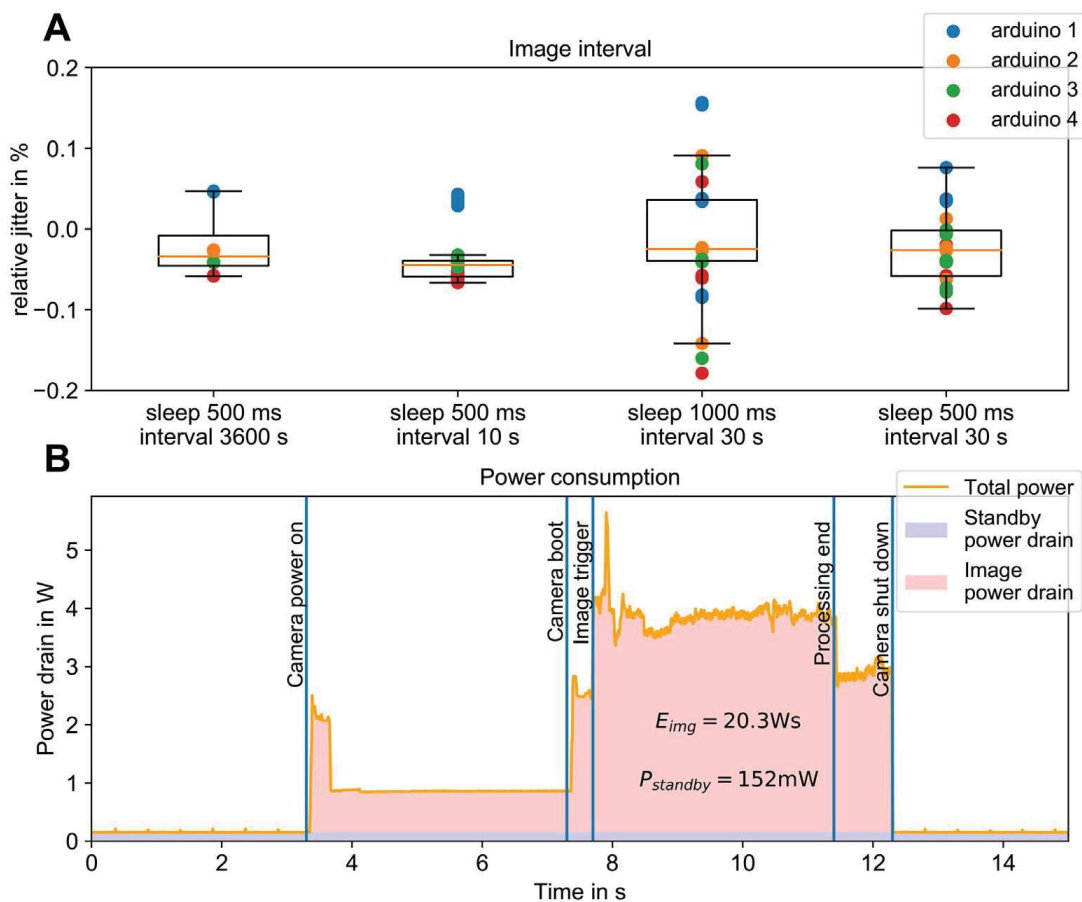 A
Image interval
arduino 1
arduino 2
arduino 3
arduino 4
relative jitter in %
0.2
0.1
0.0
−0.1
−0.2
sleep 500 ms
interval 3600 s
sleep 500 ms
interval 10 s
sleep 1000 ms
interval 30 s
sleep 500 ms
interval 30 s
B
Power consumption
Total power
Standby
power drain
Image
power drain
Power drain in W
5
4
3
2
1
0
Camera power on
Camera boot
Image trigger
Processing end
Camera shut down
E_img = 20.3Ws
P_standby = 152mW
0 2 4 6 8 10 12 14
Time in s